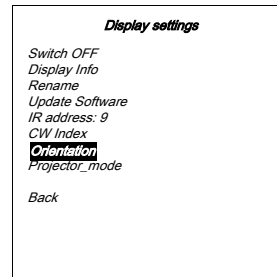 Display settings
Switch OFF
Display Info
Rename
Update Software
IR address: 9
CW Index
Orientation
Projector_mode
Back